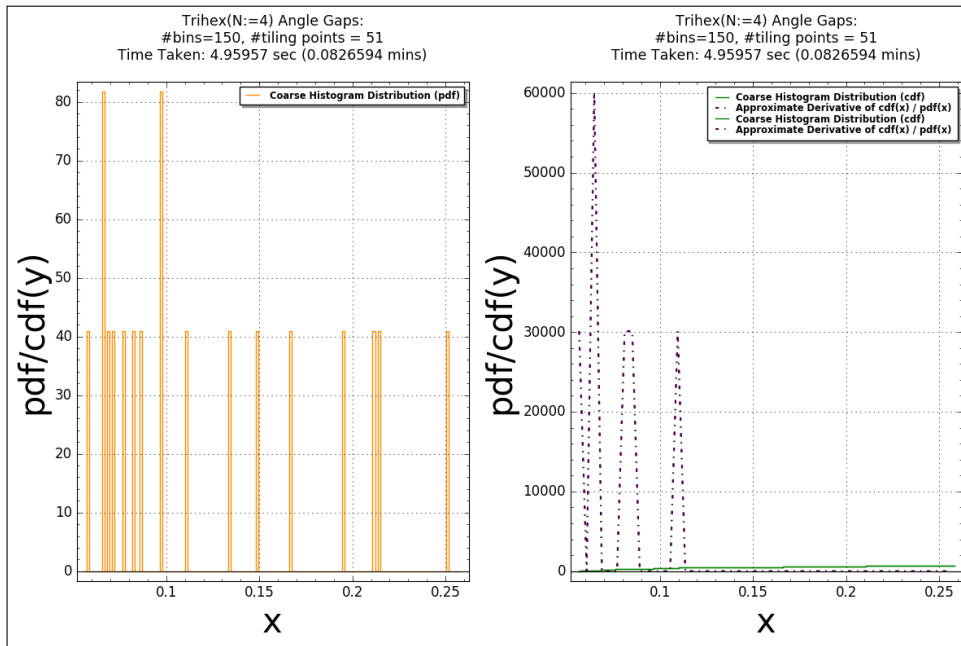 Trihex(N:=4) Angle Gaps:
#bins=150, #tiling points = 51
Time Taken: 4.95957 sec (0.0826594 mins)
Coarse Histogram Distribution (pdf)
80
70
60
50
40
30
20
10
0
0.1
0.15
0.2
0.25
pdf/cdf(y)
x
Trihex(N:=4) Angle Gaps:
#bins=150, #tiling points = 51
Time Taken: 4.95957 sec (0.0826594 mins)
Coarse Histogram Distribution (cdf)
Approximate Derivative of cdf(x) / pdf(x)
Coarse Histogram Distribution (cdf)
Approximate Derivative of cdf(x) / pdf(x)
60000
50000
40000
30000
20000
10000
0
0.1
0.15
0.2
0.25
pdf/cdf(y)
x